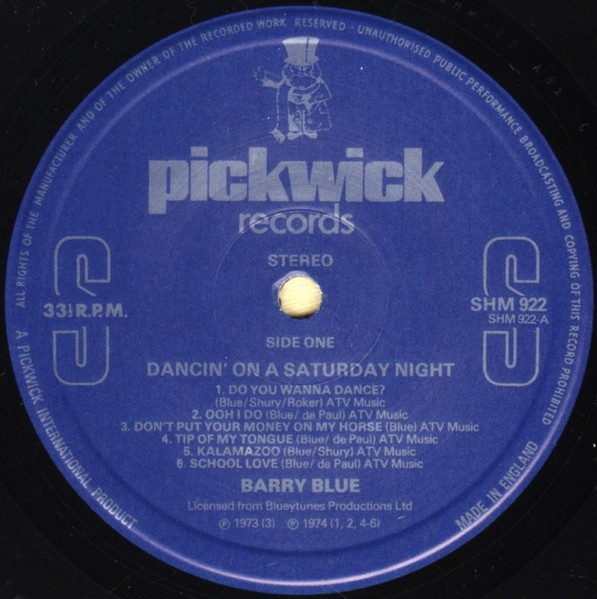 ALL RIGHTS OF THE MANUFACTURER AND OF THE OWNER OF THE RECORDED WORK RESERVED - UNAUTHORISED PUBLIC PERFORMANCE BROADCASTING AND COPYING OF THIS RECORD PROHIBITED
pickwick
records
STEREO
33⅓ R.P.M.
SHM 922
SHM 922-A
SIDE ONE
DANCIN' ON A SATURDAY NIGHT
1. DO YOU WANNA DANCE?
(Blue/Shury/Roker) ATV Music
2. OOH I DO (Blue/ de Paul) ATV Music
3. DON'T PUT YOUR MONEY ON MY HORSE (Blue) ATV Music
4. TIP OF MY TONGUE (Blue/ de Paul) ATV Music
5. KALAMAZOO (Blue/Shury) ATV Music
6. SCHOOL LOVE (Blue/ de Paul) ATV Music
BARRY BLUE
Licensed from Blueytunes Productions Ltd
℗ 1973 (3) ℗ 1974 (1, 2, 4-6)
A PICKWICK INTERNATIONAL PRODUCT
MADE IN ENGLAND